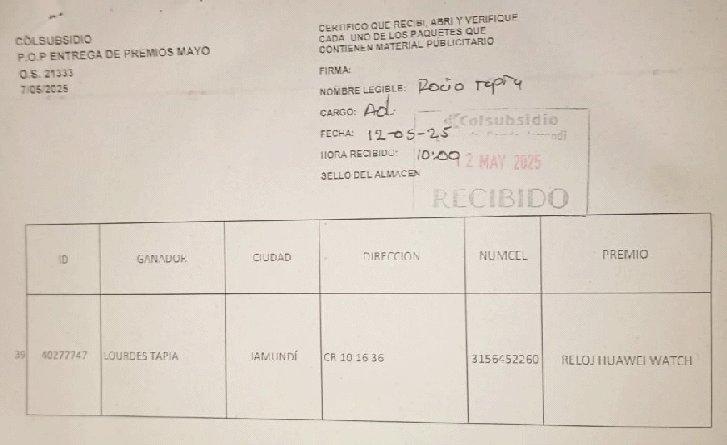 COLSUBSIDIO
P.O.P ENTREGA DE PREMIOS MAYO
O.S. 21333
7/05/2025
CERTIFICO QUE RECIBI, ABRI Y VERIFIQUE
CADA UNO DE LOS PAQUETES QUE
CONTIENEN MATERIAL PUBLICITARIO
FIRMA:
NOMBRE LEGIBLE: Rocio
CARGO: Ad.
FECHA: 12-05-25
HORA RECIBIDO: 10:00
SELLO DEL ALMACEN
Colsubsidio
12 MAY 2025
RECIBIDO
ID GANADOR CIUDAD DIRECCION NUMCEL PREMIO
39 40277747 LOURDES TAPIA JAMUNDÍ CR 10 16 36 3156452260 RELOJ HUAWEI WATCH